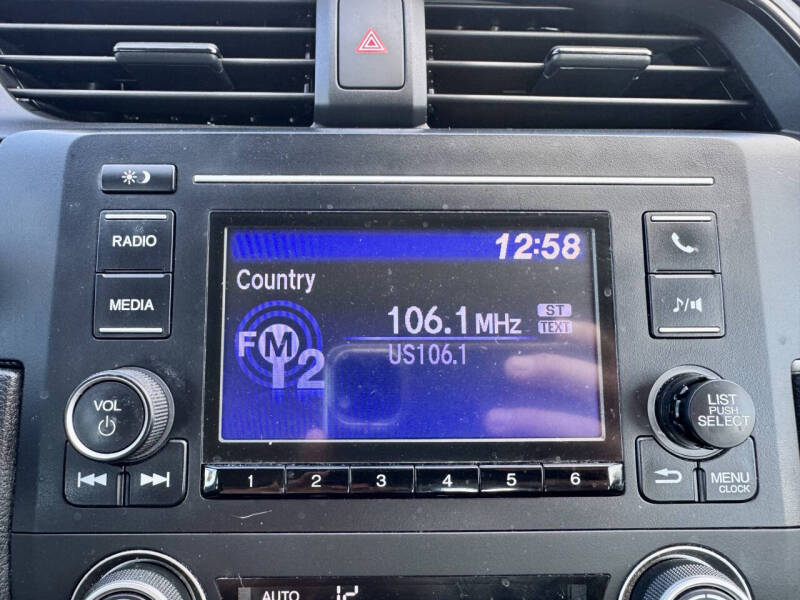 12:58
RADIO
Country
106.1 MHz ST
TEXT
MEDIA
FM
2
US106.1
VOL
LIST
PUSH
SELECT
1 2 3 4 5 6
MENU
CLOCK
AUTO